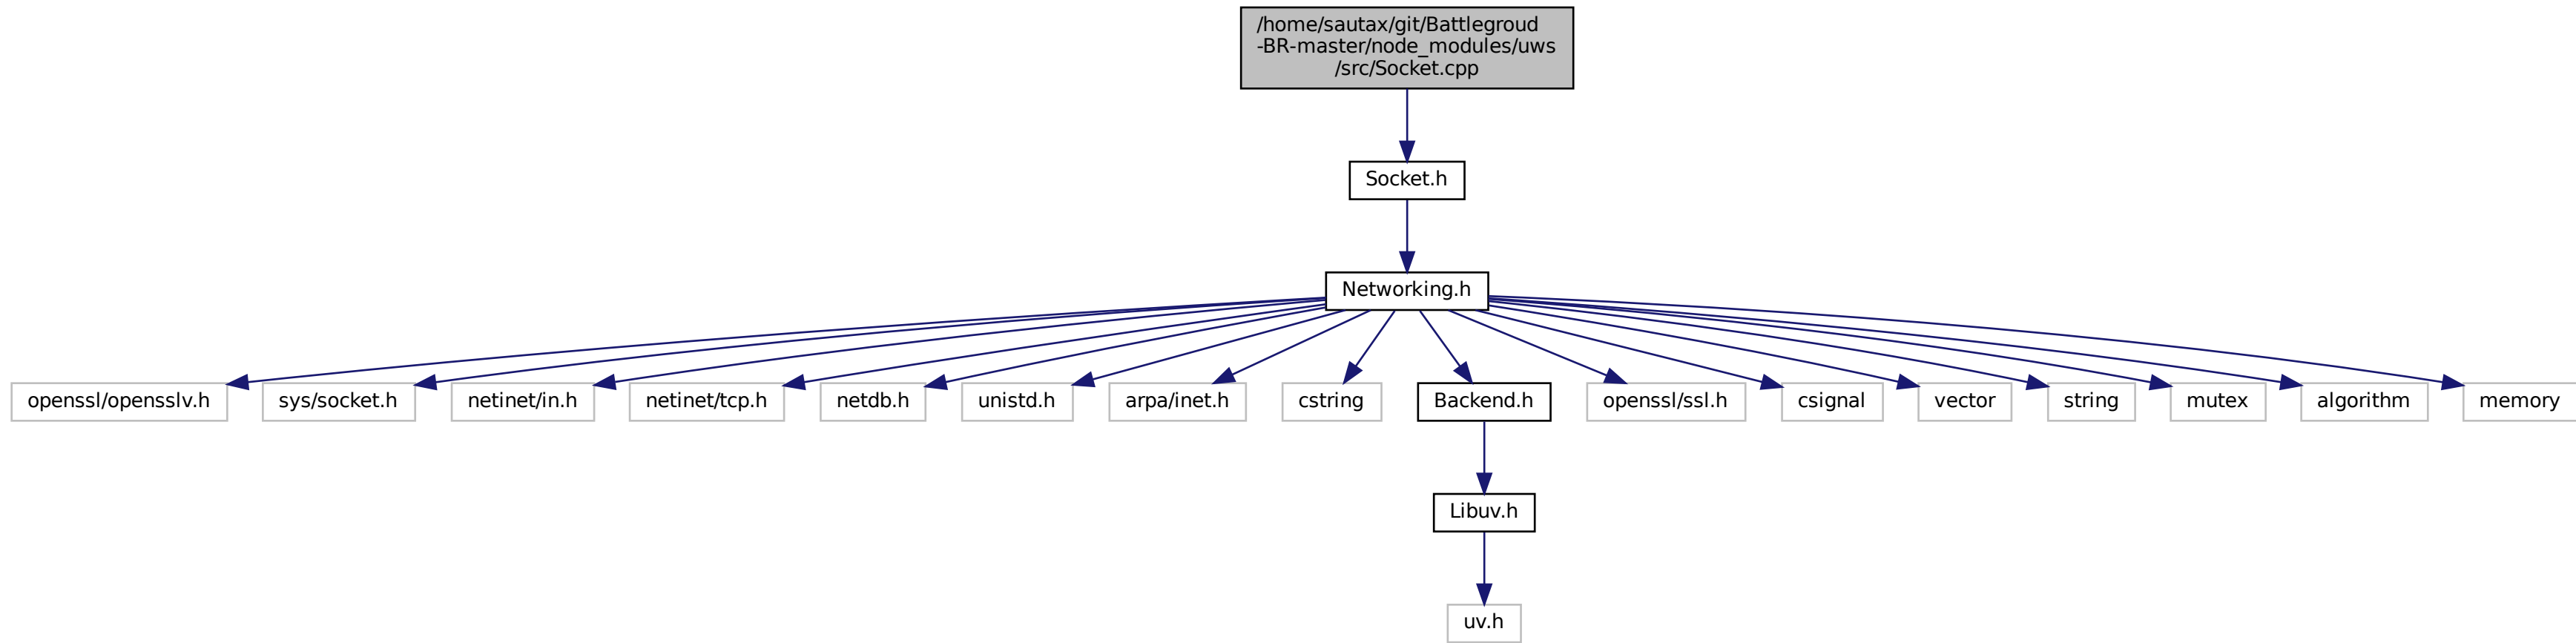 /home/sautax/git/Battlegroud
-BR-master/node_modules/uws
/src/Socket.cpp
Socket.h
Networking.h
openssl/opensslv.h
sys/socket.h
netinet/in.h
netinet/tcp.h
netdb.h
unistd.h
arpa/inet.h
cstring
Backend.h
openssl/ssl.h
csignal
vector
string
mutex
algorithm
memory
Libuv.h
uv.h